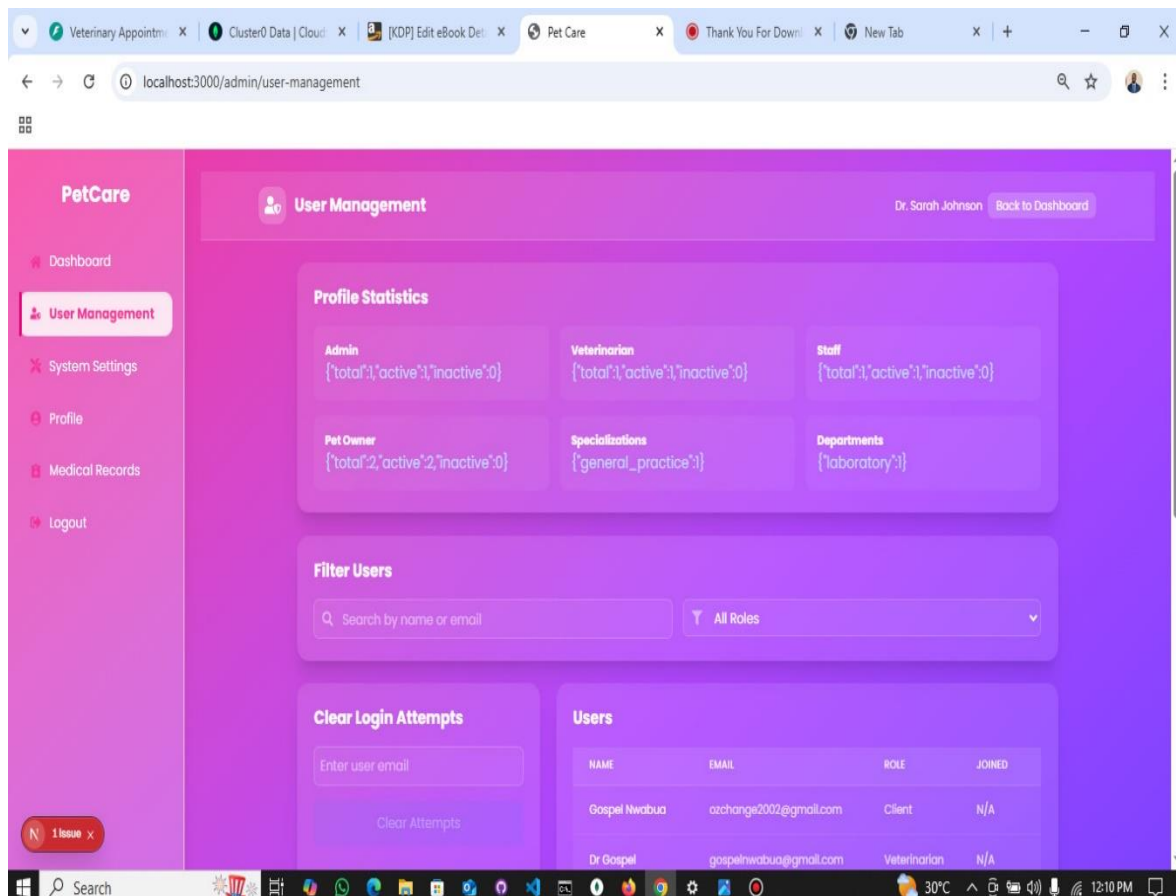 Veterinary Appointme
Cluster0 Data | Cloud
[KDP] Edit eBook Det
Pet Care
Thank You For Down
New Tab
localhost:3000/admin/user-management
PetCare
User Management
Dr. Sarah Johnson
Back to Dashboard
Dashboard
User Management
System Settings
Profile
Medical Records
Logout
Profile Statistics
Admin
{"total":1,"active":1,"inactive":0}
Veterinarian
{"total":1,"active":1,"inactive":0}
Staff
{"total":1,"active":1,"inactive":0}
Pet Owner
{"total":2,"active":2,"inactive":0}
Specializations
{"general_practice":1}
Departments
{"laboratory":1}
Filter Users
Search by name or email
All Roles
Clear Login Attempts
Enter user email
Clear Attempts
Users
NAME EMAIL ROLE JOINED
Gospel Nwabua ozchange2002@gmail.com Client N/A
Dr Gospel gospelnwabua@gmail.com Veterinarian N/A
N 1 Issue x
Search
30°C
12:10 PM